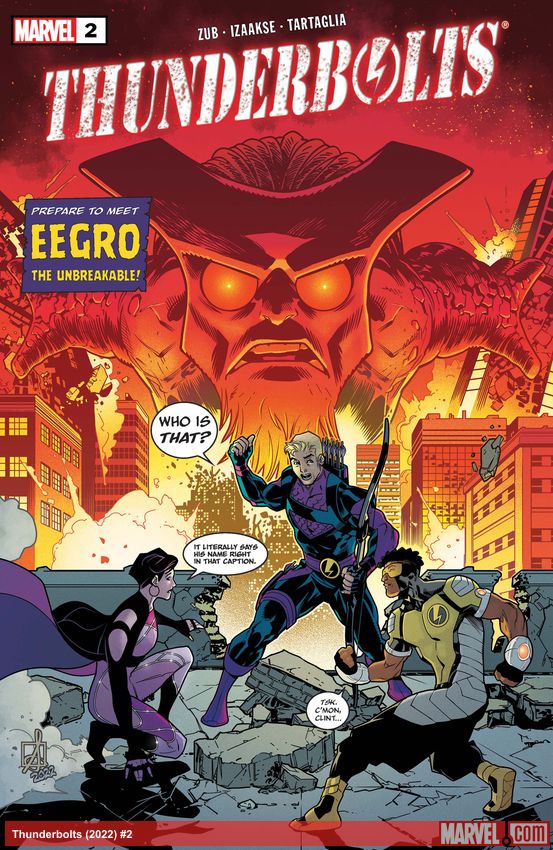 MARVEL 2
ZUB · IZAAKSE · TARTAGLIA
THUNDERBOLTS®
PREPARE TO MEET
EEGRO
THE UNBREAKABLE!
WHO IS
THAT?
IT LITERALLY SAYS
HIS NAME RIGHT
IN THAT CAPTION.
TSK.
C'MON,
CLINT...
2022
Thunderbolts (2022) #2
MARVEL.com